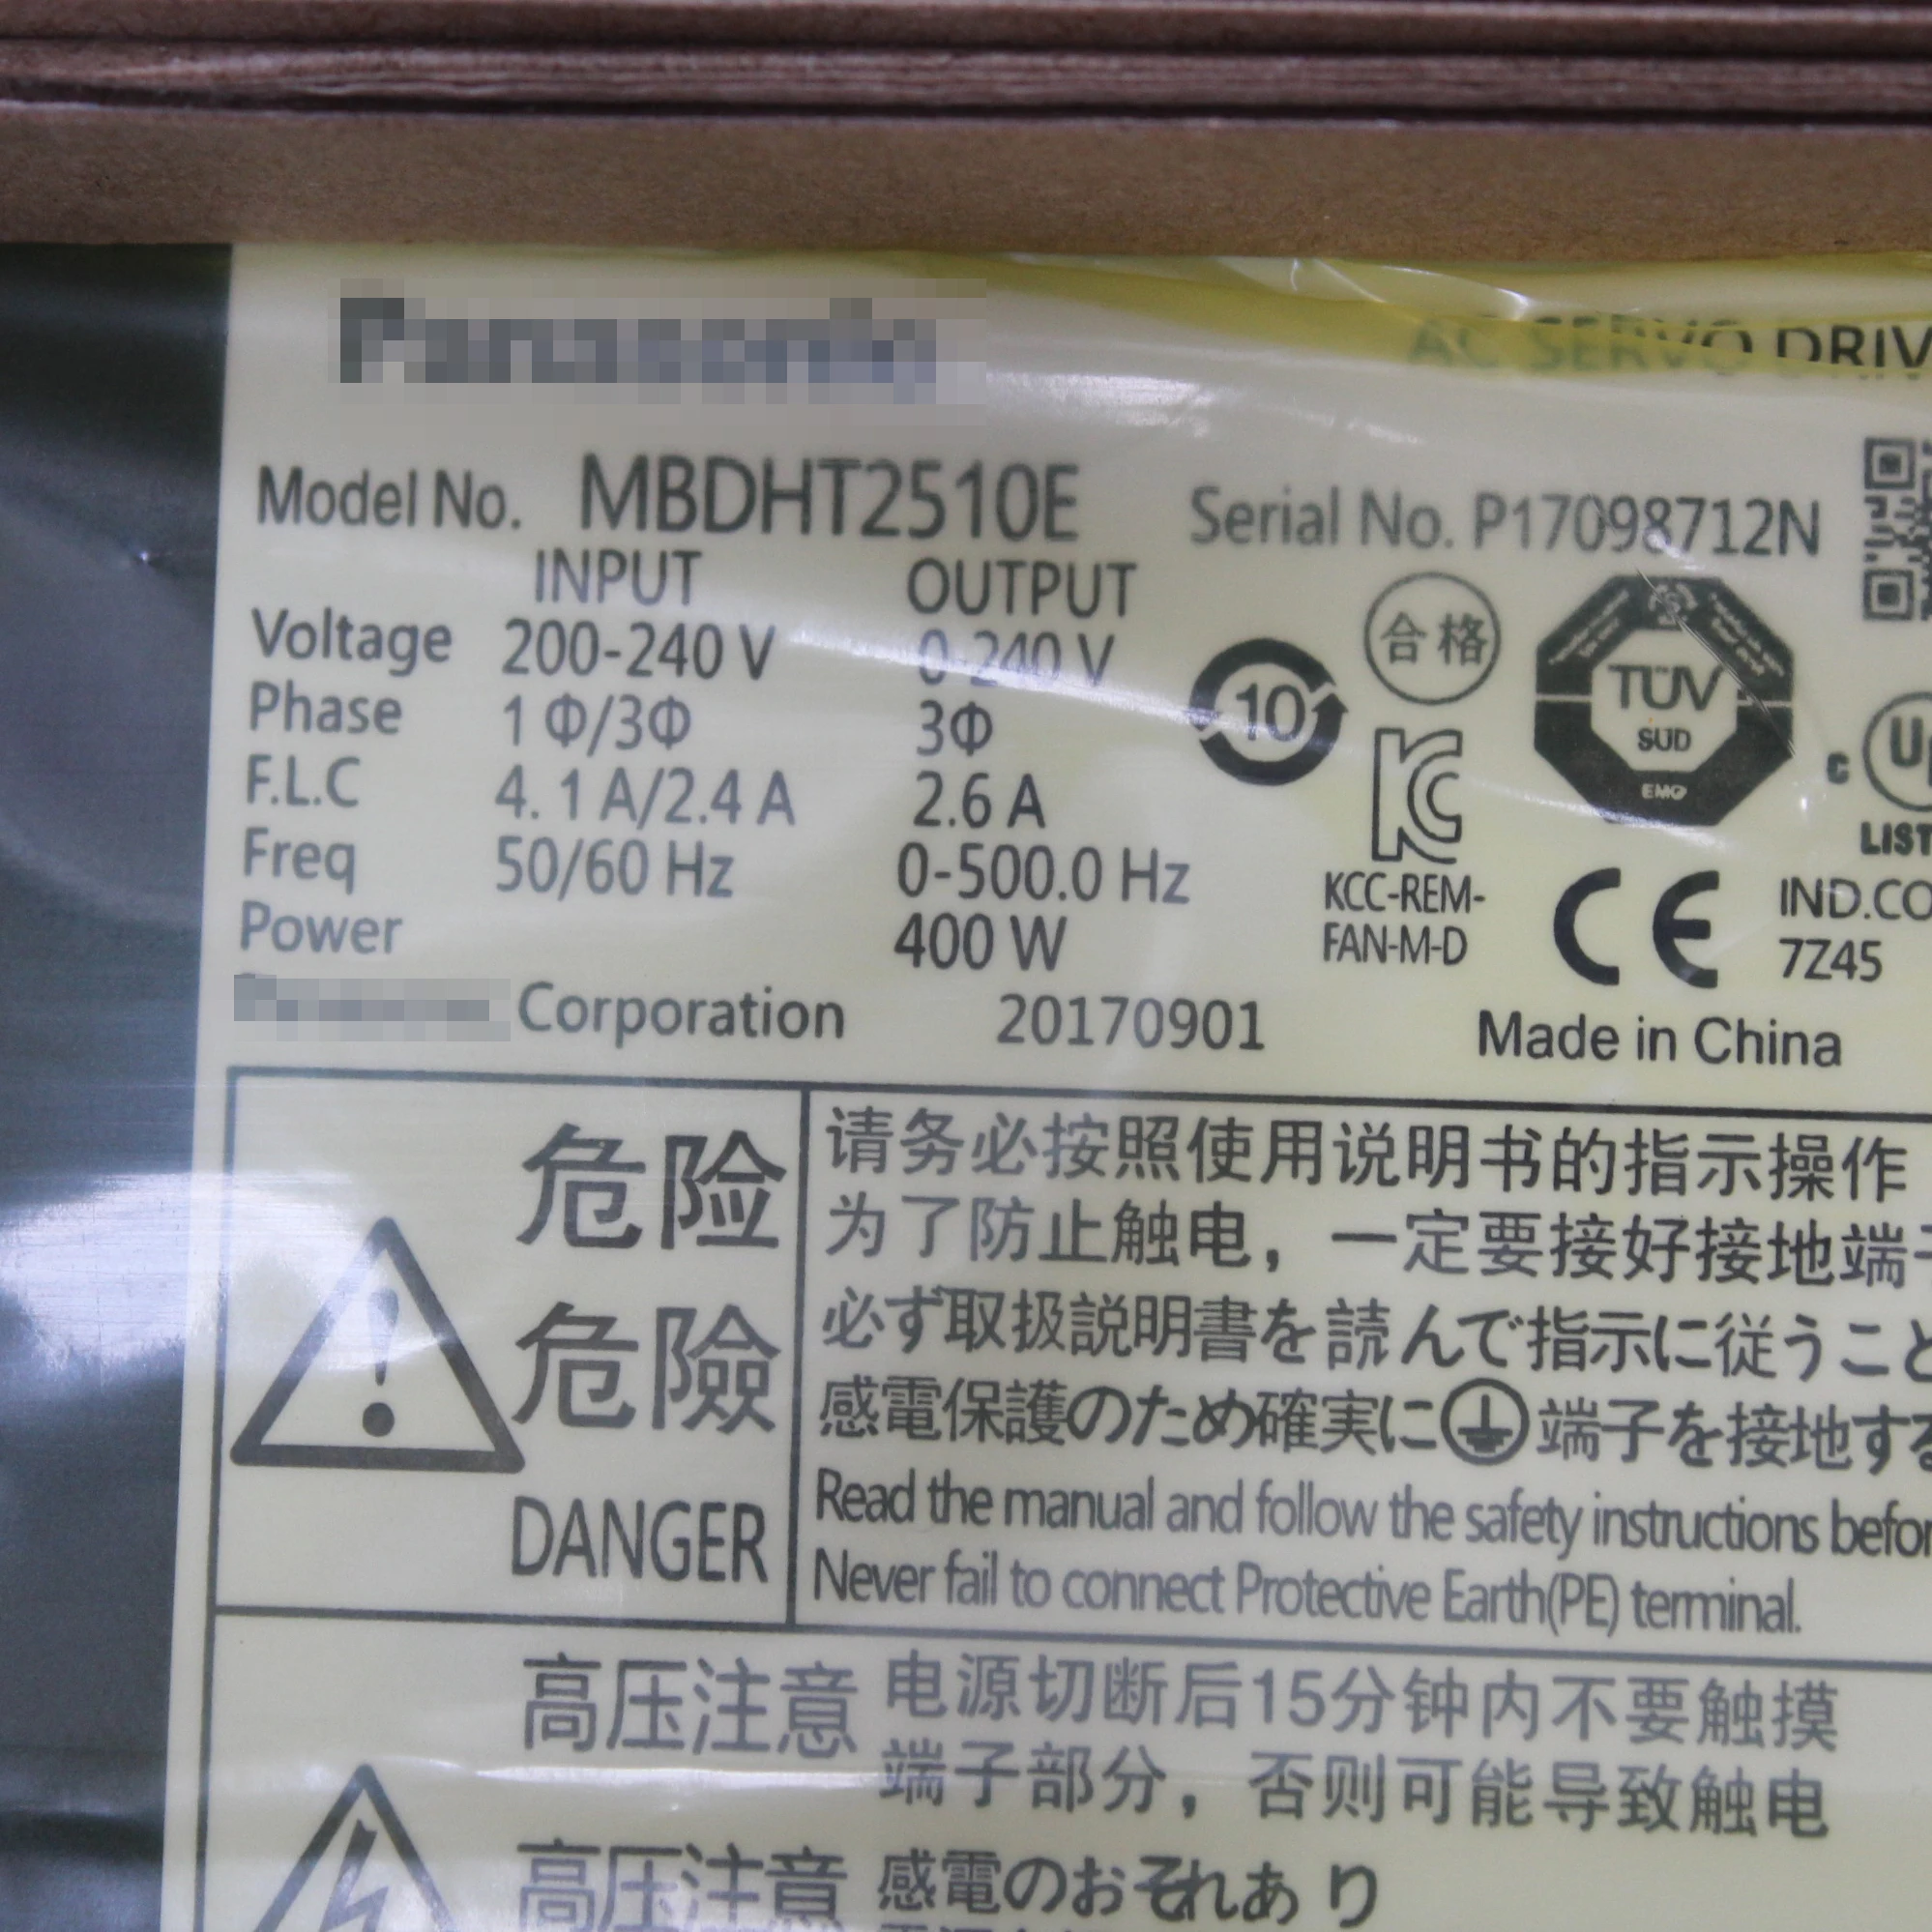 Panasonic
AC SERVO DRIV
Model No. MBDHT2510E Serial No. P17098712N
INPUT OUTPUT
Voltage 200-240 V 0-240 V
Phase 1 Φ/3Φ 3Φ
F.L.C 4.1 A/2.4 A 2.6 A
Freq 50/60 Hz 0-500.0 Hz
Power 400 W
Corporation 20170901
10
合格
TÜV
SÜD
KCC-REM-
FAN-M-D
CE
C
LIST
IND.CO
7Z45
Made in China
危险
危險
DANGER
请务必按照使用说明书的指示操作
为了防止触电，一定要接好接地端子
必ず取扱説明書を読んで指示に従うこと
感電保護のため確実に⏚端子を接地する
Read the manual and follow the safety instructions befor
Never fail to connect Protective Earth(PE) terminal.
高压注意 电源切断后15分钟内不要触摸
端子部分，否则可能导致触电
高圧注意 感電のおそれあり